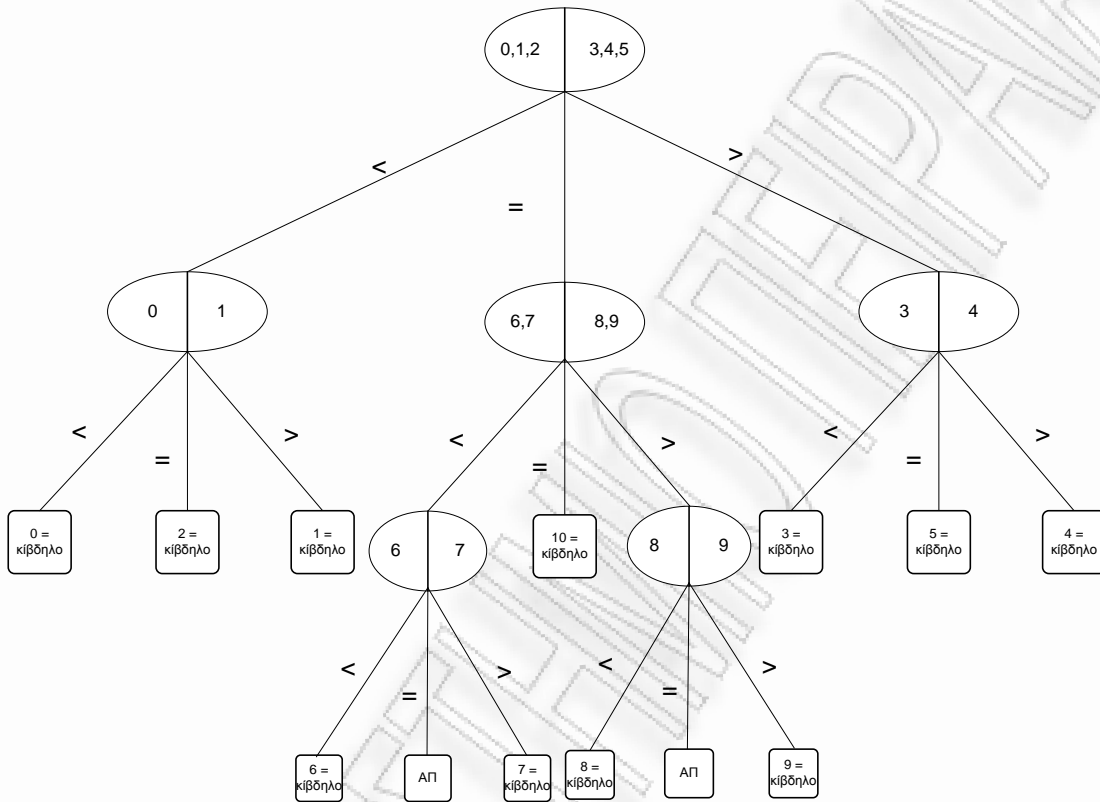 0,1,2 3,4,5
< = >
0 1
6,7 8,9
3 4
< = >
< = >
< = >
0 =
κίβδηλο
2 =
κίβδηλο
1 =
κίβδηλο
6 7
10 =
κίβδηλο
8 9
3 =
κίβδηλο
5 =
κίβδηλο
4 =
κίβδηλο
< = >
< = >
6 =
κίβδηλο
ΑΠ
7 =
κίβδηλο
8 =
κίβδηλο
ΑΠ
9 =
κίβδηλο